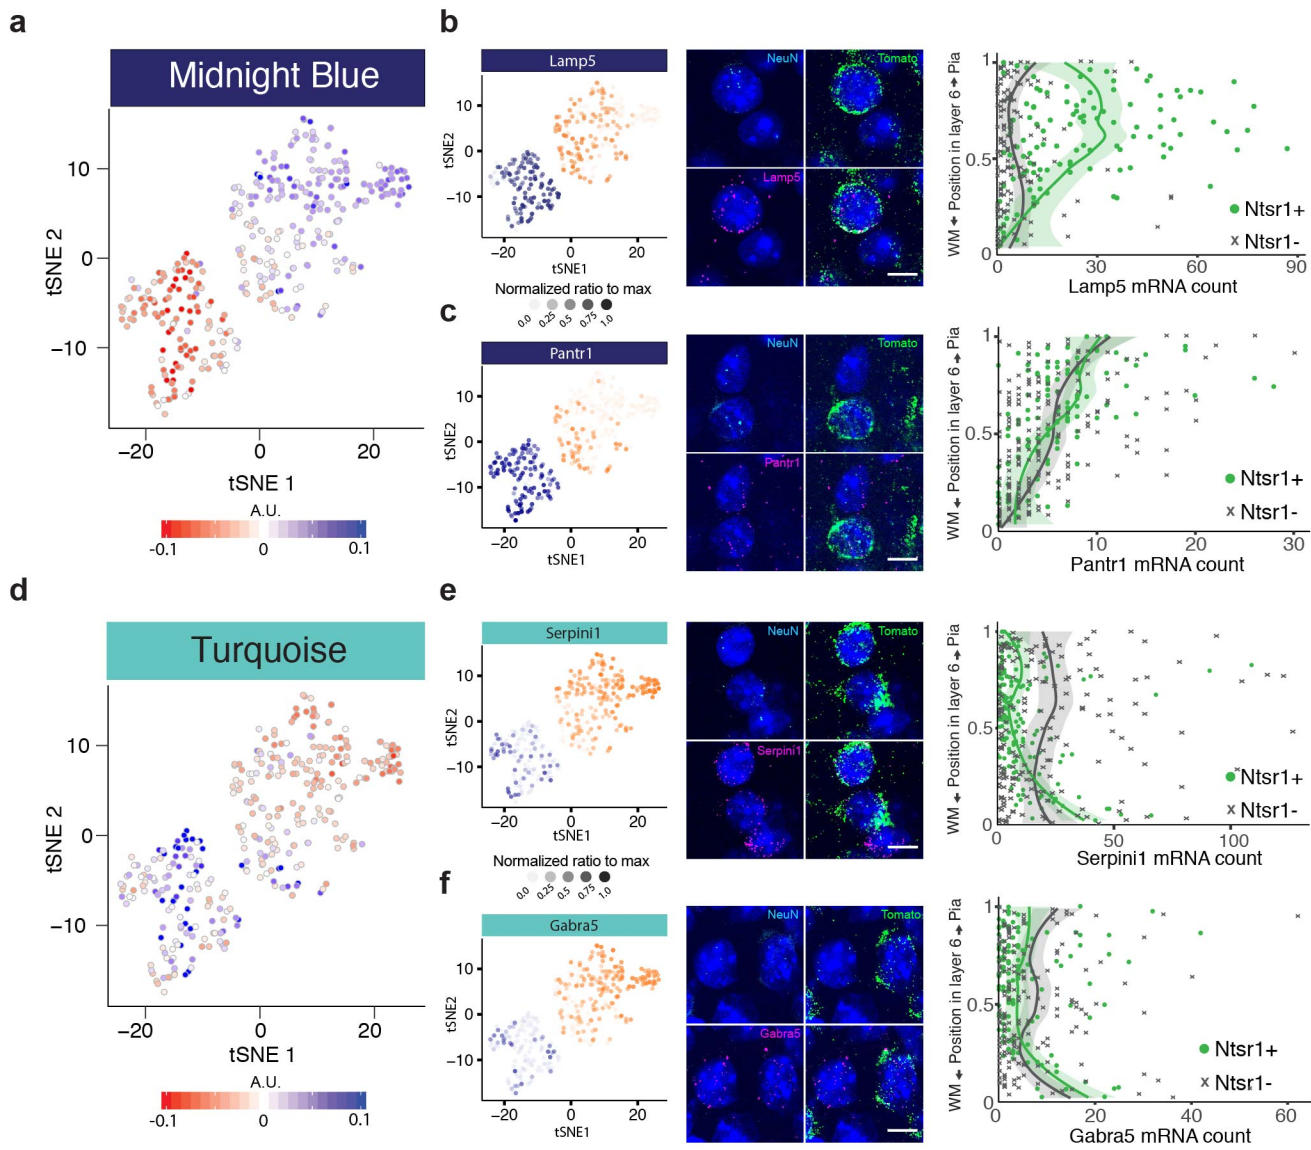 a
Midnight Blue
10
0
−10
tSNE 2
−20
0
20
tSNE 1
A.U.
-0.1
0
0.1
b
Lamp5
10
0
−10
tSNE2
−20
0
20
tSNE1
Normalized ratio to max
0.0
0.25
0.5
0.75
1.0
NeuN
Tomato
Lamp5
WM
Position in layer 6
Pia
1
0.5
0
0
30
60
90
Lamp5 mRNA count
Ntsr1+
Ntsr1-
c
Pantr1
10
0
−10
tSNE2
−20
0
20
tSNE1
NeuN
Tomato
Pantr1
WM
Position in layer 6
Pia
1
0.5
0
0
10
20
30
Pantr1 mRNA count
Ntsr1+
Ntsr1-
d
Turquoise
10
0
−10
tSNE 2
−20
0
20
tSNE 1
A.U.
-0.1
0
0.1
e
Serpini1
10
0
−10
tSNE2
−20
0
20
tSNE1
Normalized ratio to max
0.0
0.25
0.5
0.75
1.0
NeuN
Tomato
Serpini1
WM
Position in layer 6
Pia
1
0.5
0
0
50
100
Serpini1 mRNA count
Ntsr1+
Ntsr1-
f
Gabra5
10
0
−10
tSNE2
−20
0
20
tSNE1
NeuN
Tomato
Gabra5
WM
Position in layer 6
Pia
1
0.5
0
0
20
40
60
Gabra5 mRNA count
Ntsr1+
Ntsr1-